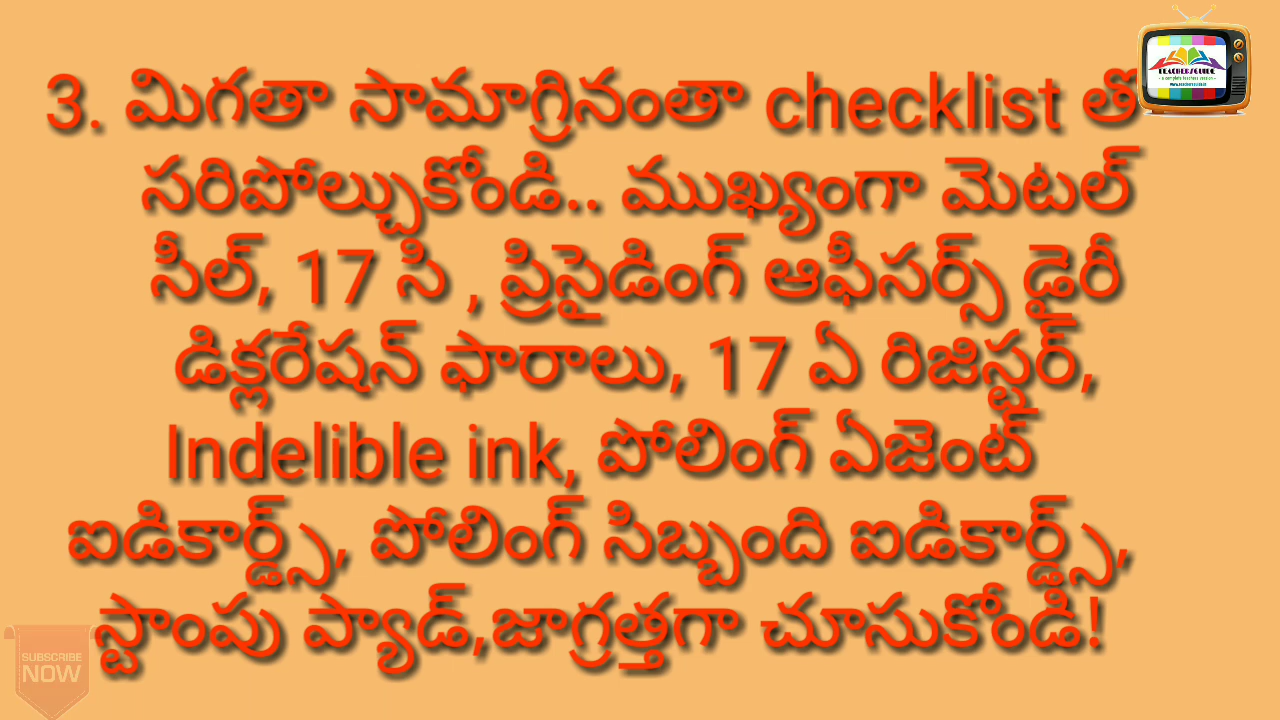 3. మిగతా సామాగ్రినంతా checklist తో
సరిపోల్చుకోండి.. ముఖ్యంగా మెటల్
సీల్, 17 సి , ప్రిసైడింగ్ ఆఫీసర్స్ డైరీ
డిక్లరేషన్ ఫారాలు, 17 ఏ రిజిస్టర్,
Indelible ink, పోలింగ్ ఏజెంట్
ఐడికార్డ్స్, పోలింగ్ సిబ్బంది ఐడికార్డ్స్,
స్టాంపు ప్యాడ్,జాగ్రత్తగా చూసుకోండి!
TEACHERSGUIDE
SUBSCRIBE
NOW